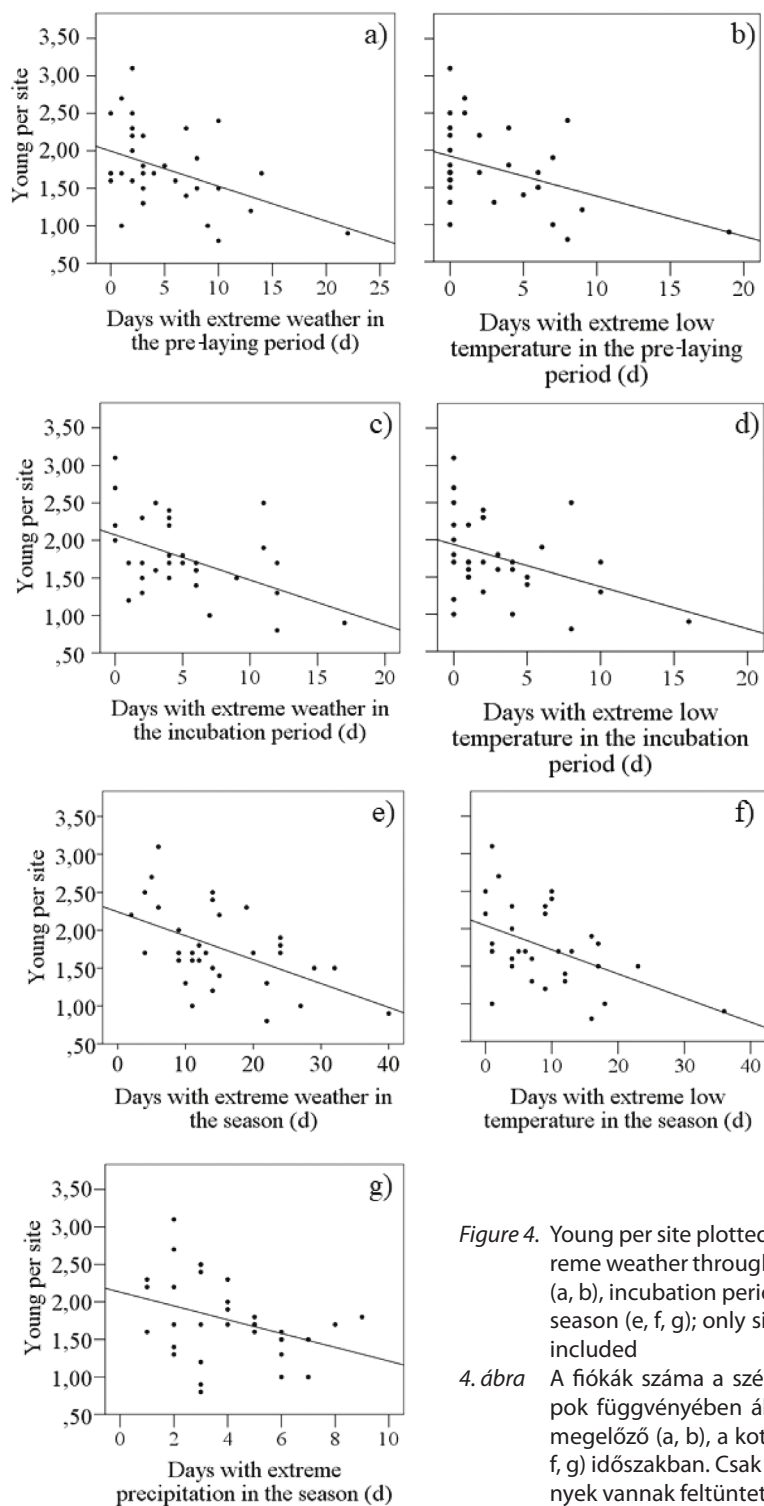 a)
Young per site
3,50
3,00
2,50
2,00
1,50
1,00
,50
0 5 10 15 20 25
Days with extreme weather in
the pre-laying period (d)
b)
0 5 10 15 20
Days with extreme low
temperature in the pre-laying
period (d)
c)
Young per site
3,50
3,00
2,50
2,00
1,50
1,00
,50
0 5 10 15 20
Days with extreme weather in
the incubation period (d)
d)
0 5 10 15 20
Days with extreme low
temperature in the incubation
period (d)
e)
Young per site
3,50
3,00
2,50
2,00
1,50
1,00
,50
0 10 20 30 40
Days with extreme weather in
the season (d)
f)
0 10 20 30 40
Days with extreme low
temperature in the season (d)
g)
Young per site
3,50
3,00
2,50
2,00
1,50
1,00
,50
0 2 4 6 8 10
Days with extreme
precipitation in the season (d)
Figure 4. Young per site plotted
reme weather through
(a, b), incubation perio
season (e, f, g); only si
included
4. ábra A fiókák száma a szé
pok függvényében áb
megelőző (a, b), a kot
f, g) időszakban. Csak
nyek vannak feltüntet